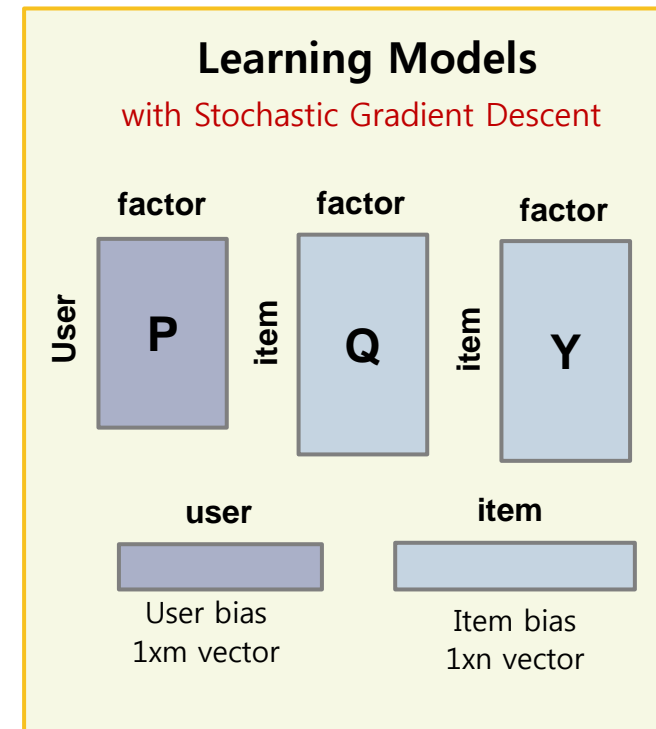 Learning Models
with Stochastic Gradient Descent
factor
factor
factor
User
P
item
Q
item
Y
user
item
User bias
1xm vector
Item bias
1xn vector